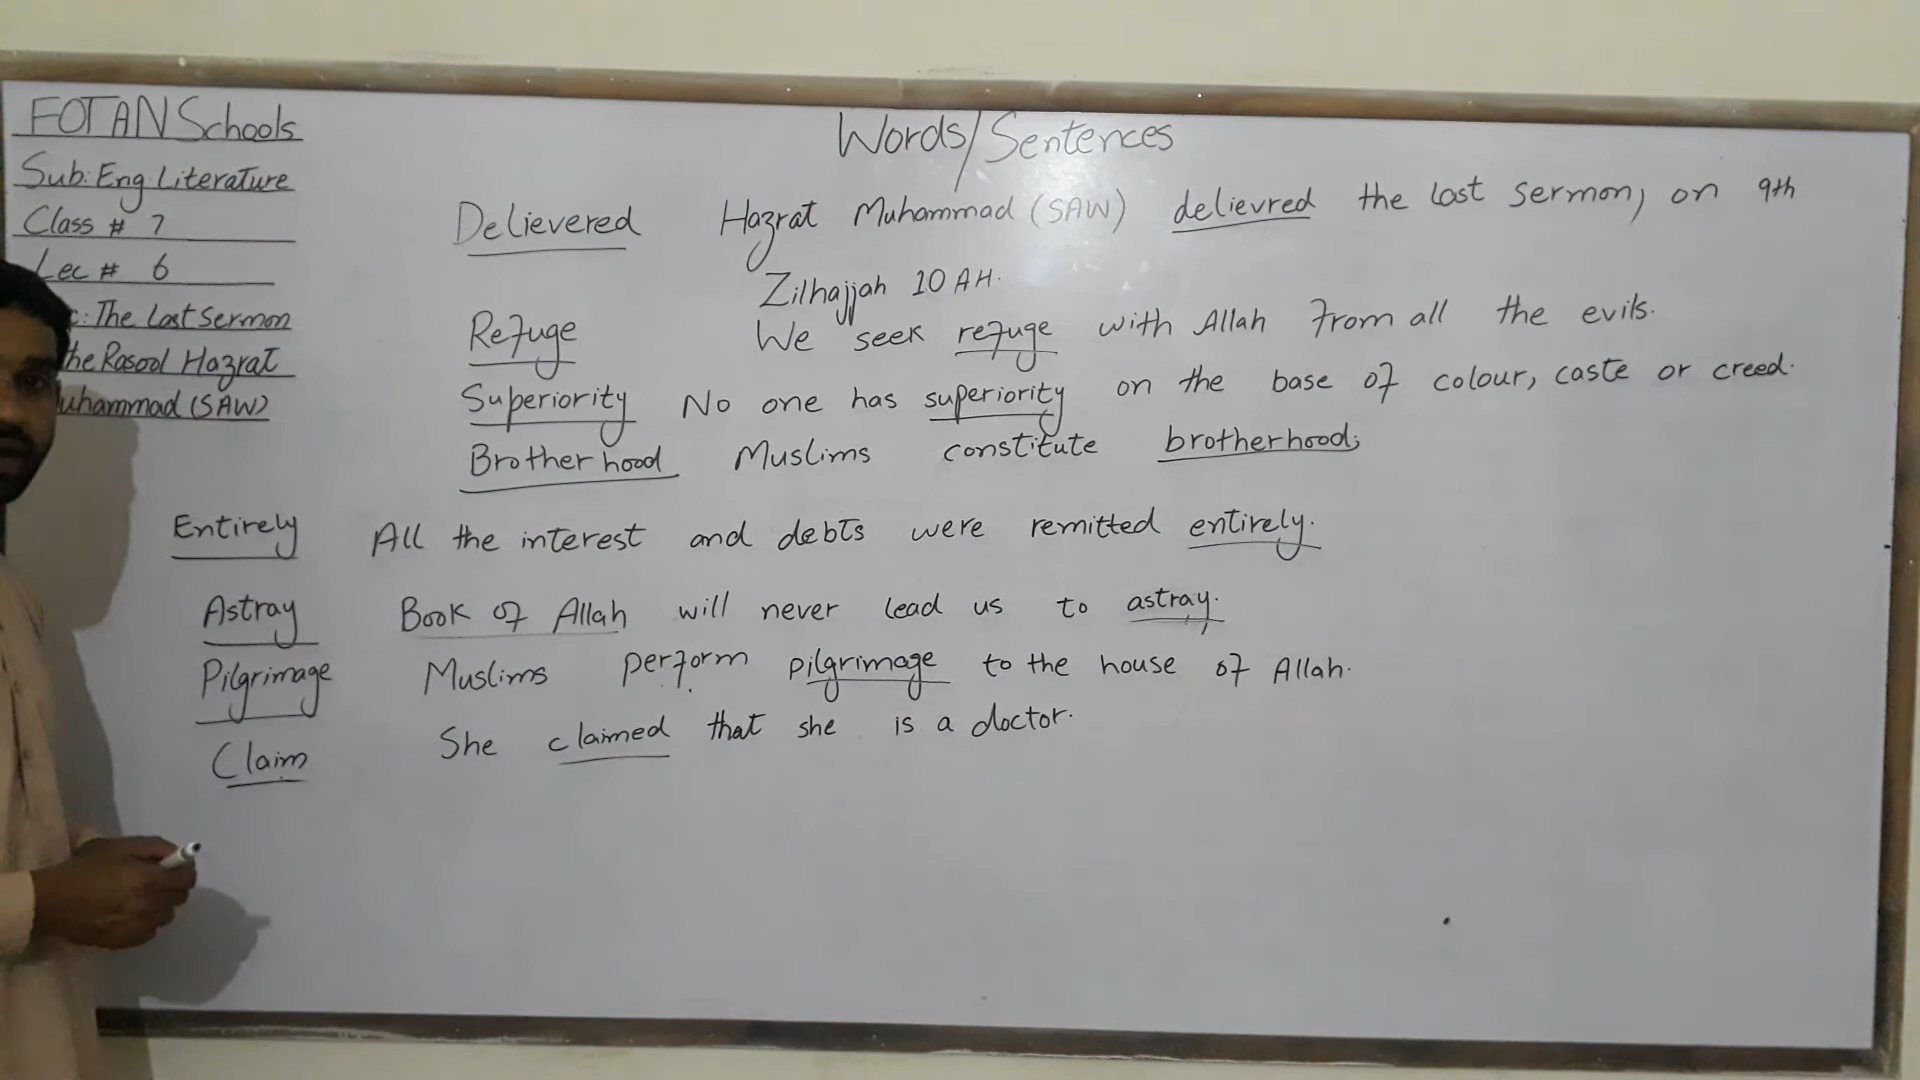 FOTAN Schools
Sub: Eng Literature
Class # 7
Lec # 6
: The Last Sermon
he Rasool Hazrat
uhammad (SAW)
Words/Sentences
Delievered Hazrat Muhammad (SAW) delievred the last sermon, on 9th
Zilhajjah 10 AH.
Refuge We seek refuge with Allah from all the evils.
Superiority No one has superiority on the base of colour, caste or creed.
Brotherhood Muslims constitute brotherhood;
Entirely All the interest and debts were remitted entirely.
Astray Book of Allah will never lead us to astray.
Pilgrimage Muslims perform pilgrimage to the house of Allah.
Claim She claimed that she is a doctor.